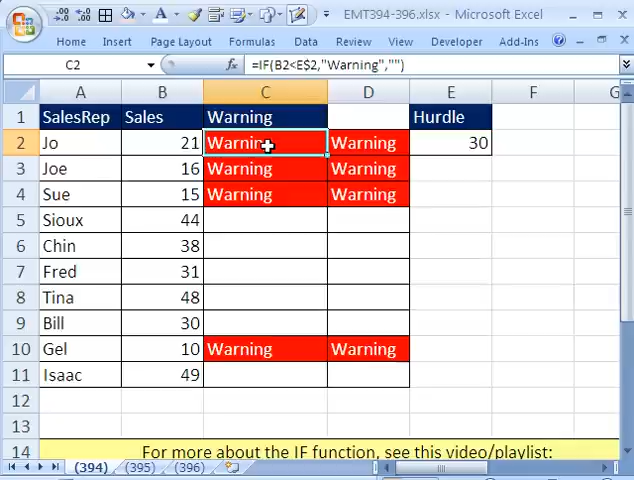 EMT394-396.xlsx - Microsoft Excel
Home Insert Page Layout Formulas Data Review View Developer Add-Ins
C2 fx =IF(B2<E$2,"Warning","")
A B C D E F G
1 SalesRep Sales Warning Hurdle
2 Jo 21 Warning Warning 30
3 Joe 16 Warning Warning
4 Sue 15 Warning Warning
5 Sioux 44
6 Chin 38
7 Fred 31
8 Tina 48
9 Bill 30
10 Gel 10 Warning Warning
11 Isaac 49
12
13
14 For more about the IF function, see this video/playlist:
(394) (395) (396)